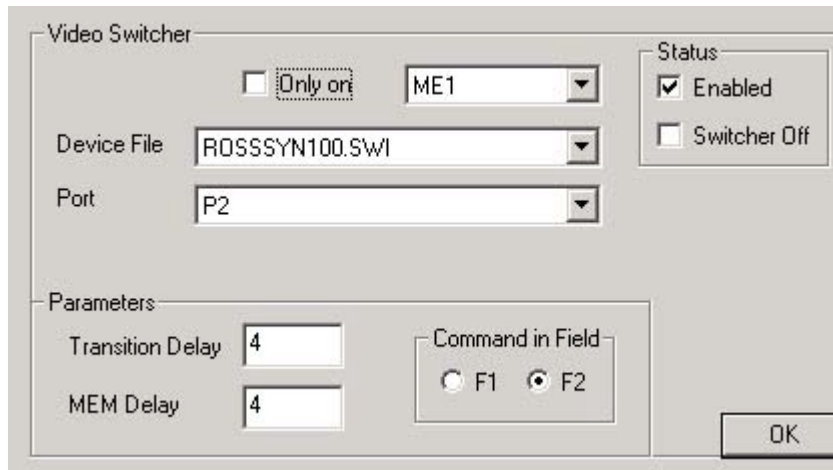 Video Switcher
Only on
ME1
Status
Enabled
Switcher Off
Device File
ROSSSYN100.SWI
Port
P2
Parameters
Transition Delay
4
MEM Delay
4
Command in Field
F1
F2
OK